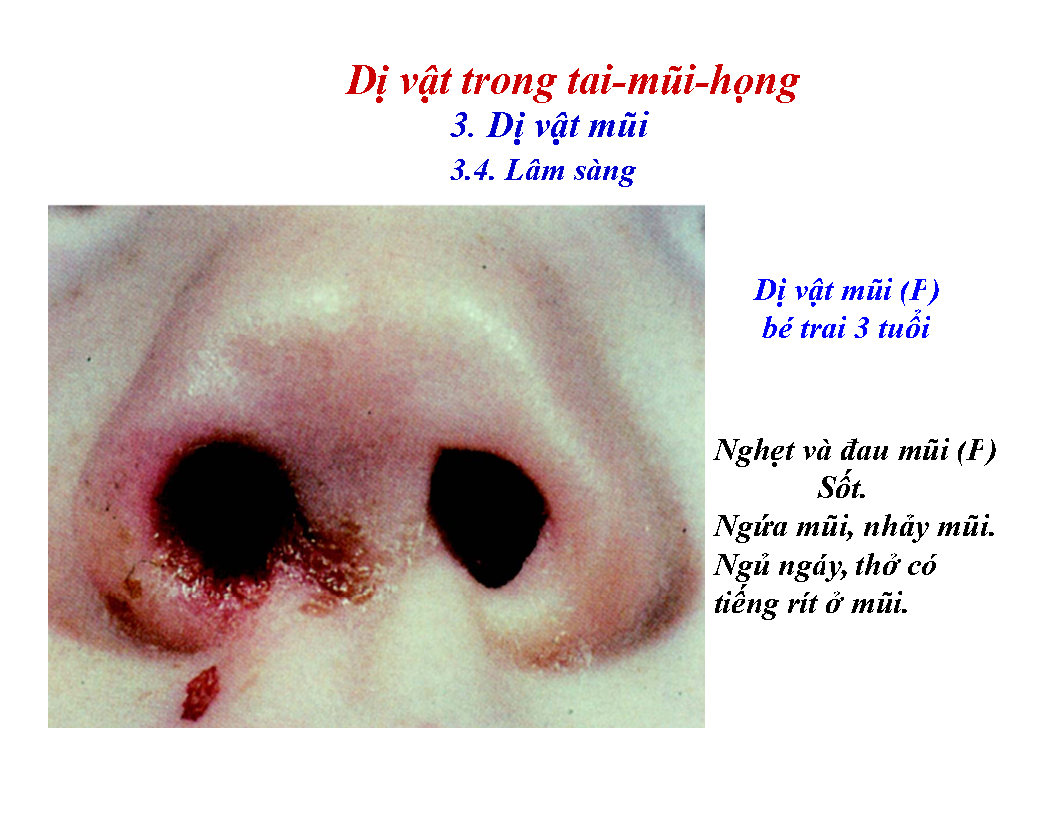 Dị vật trong tai-mũi-họng
3. Dị vật mũi
3.4. Lâm sàng
Dị vật mũi (P)
bé trai 3 tuổi
Nghẹt và đau mũi (P)
Sốt.
Ngứa mũi, nhảy mũi.
Ngủ ngáy, thở có
tiếng rít ở mũi.